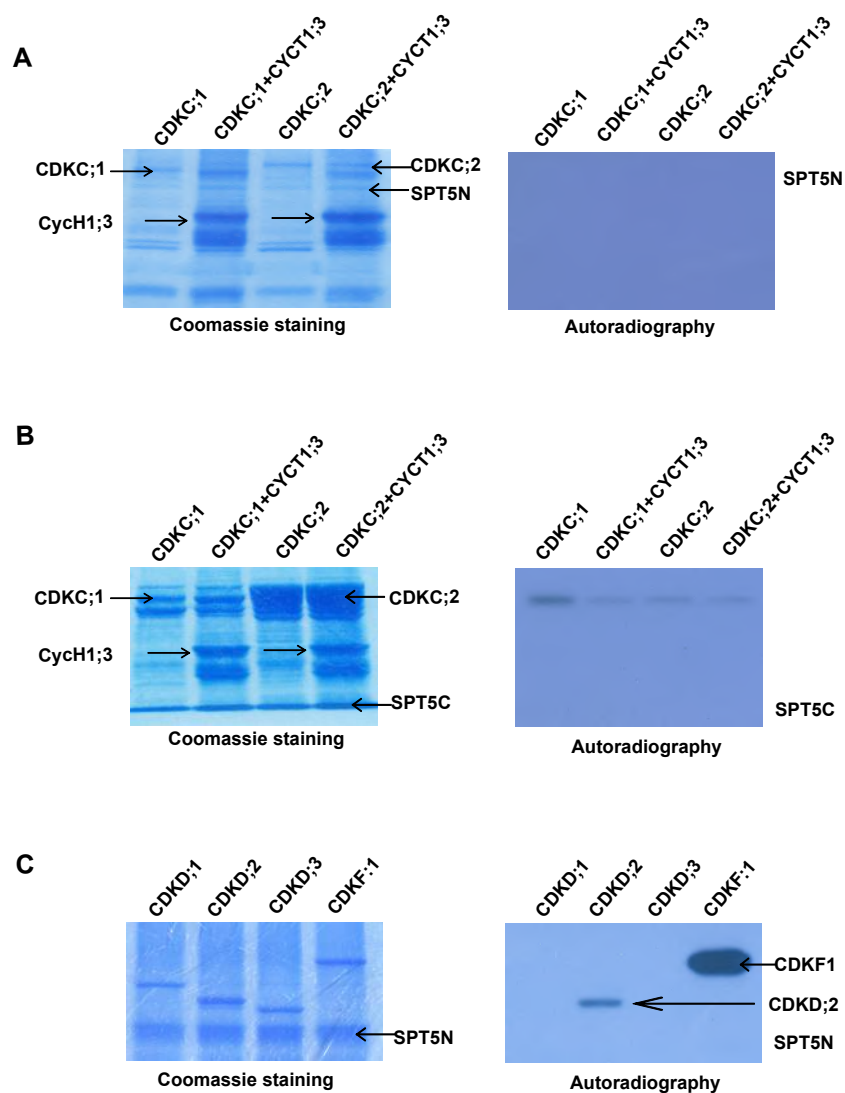 A
CDKC;1
CDKC;1+CYCT1;3
CDKC;2
CDKC;2+CYCT1;3
CDKC;1
CDKC;1+CYCT1;3
CDKC;2
CDKC;2+CYCT1;3
CDKC;1
CDKC;2
SPT5N
SPT5N
CycH1;3
Coomassie staining
Autoradiography
B
CDKC;1
CDKC;1+CYCT1;3
CDKC;2
CDKC;2+CYCT1;3
CDKC;1
CDKC;1+CYCT1;3
CDKC;2
CDKC;2+CYCT1;3
CDKC;1
CDKC;2
CycH1;3
SPT5C
SPT5C
Coomassie staining
Autoradiography
C
CDKD;1
CDKD;2
CDKD;3
CDKF:1
CDKD;1
CDKD;2
CDKD;3
CDKF:1
CDKF1
CDKD;2
SPT5N
SPT5N
Coomassie staining
Autoradiography